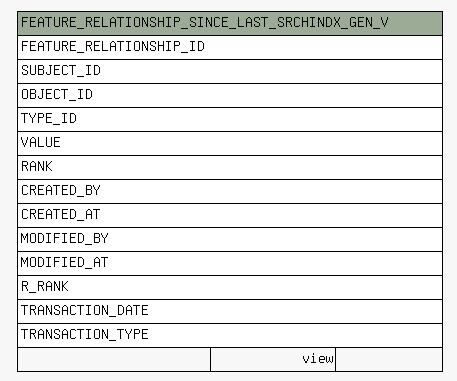 FEATURE_RELATIONSHIP_SINCE_LAST_SRCHINDX_GEN_V
FEATURE_RELATIONSHIP_ID
SUBJECT_ID
OBJECT_ID
TYPE_ID
VALUE
RANK
CREATED_BY
CREATED_AT
MODIFIED_BY
MODIFIED_AT
R_RANK
TRANSACTION_DATE
TRANSACTION_TYPE
view